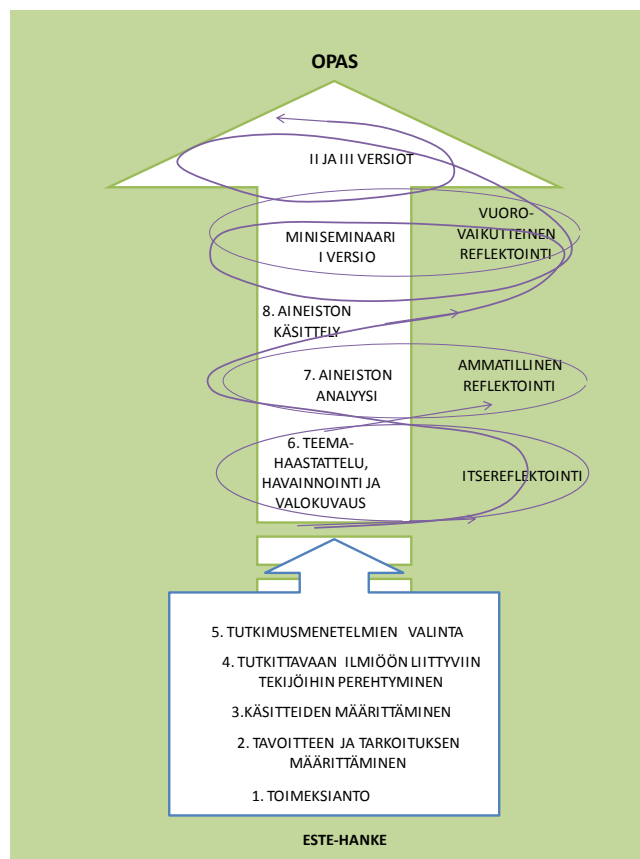 OPAS
II JA III VERSIOT
MINISEMINAARI
I VERSIO
VUORO-
VAIKUTTEINEN
REFLEKTOINTI
8. AINEISTON
KÄSITTELY
7. AINEISTON
ANALYYSI
AMMATILLINEN
REFLEKTOINTI
6. TEEMA-
HAASTATTELU,
HAVAINNOINTI JA
VALOKUVAUS
ITSEREFLEKTOINTI
5. TUTKIMUSMENETELMIEN VALINTA
4. TUTKITTAVAAN ILMIÖÖN LIITTYVIIN
TEKIJÖIHIN PEREHTYMINEN
3.KÄSITTEIDEN MÄÄRITTÄMINEN
2. TAVOITTEEN JA TARKOITUKSEN
MÄÄRITTÄMINEN
1. TOIMEKSIANTO
ESTE-HANKE